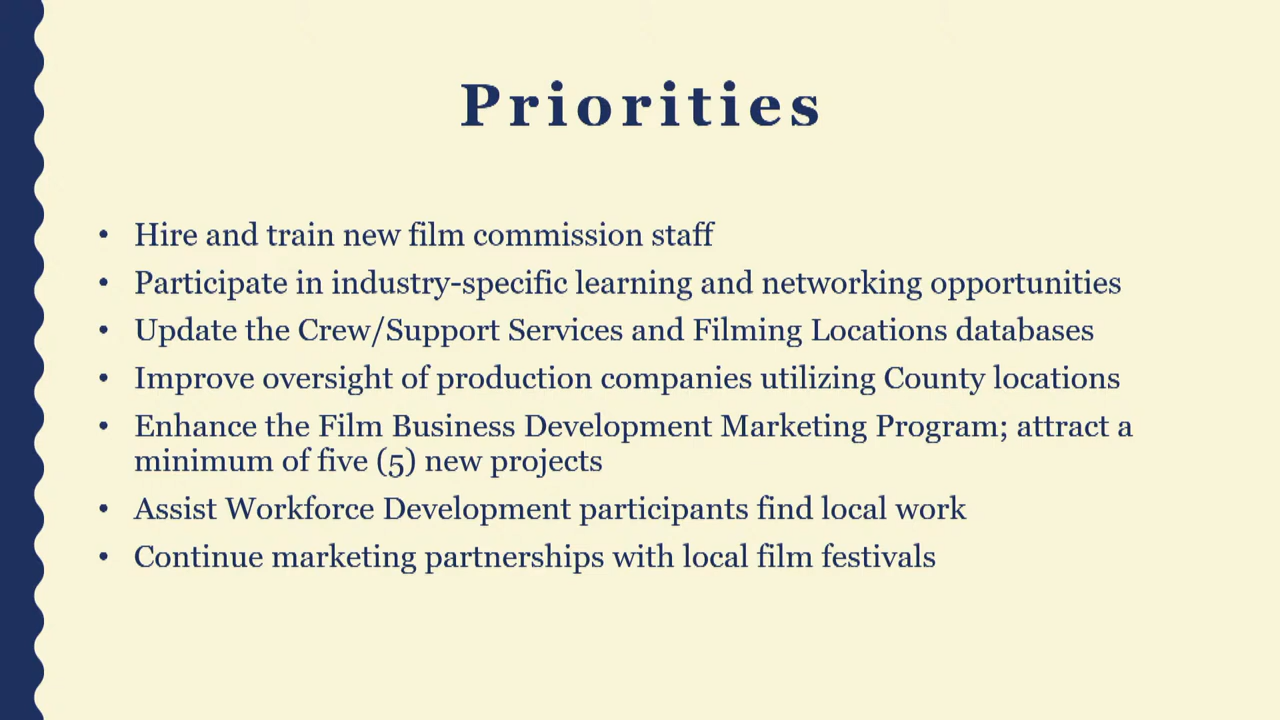 Priorities
• Hire and train new film commission staff
• Participate in industry-specific learning and networking opportunities
• Update the Crew/Support Services and Filming Locations databases
• Improve oversight of production companies utilizing County locations
• Enhance the Film Business Development Marketing Program; attract a
minimum of five (5) new projects
• Assist Workforce Development participants find local work
• Continue marketing partnerships with local film festivals